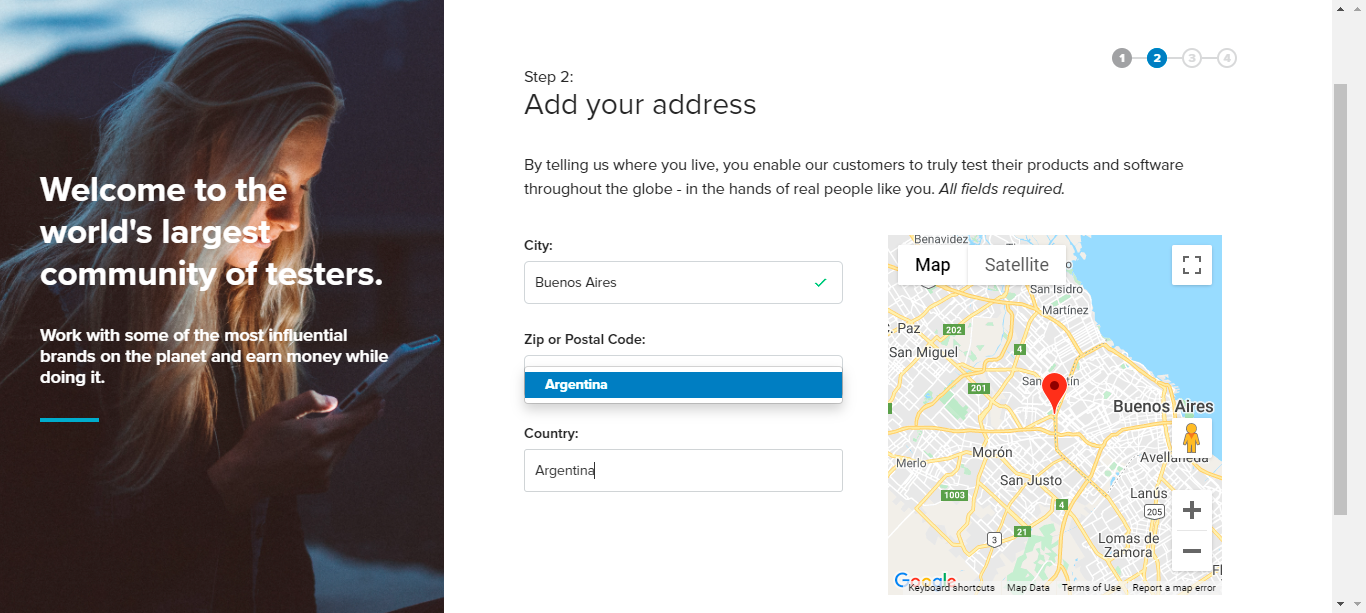 Welcome to the
world's largest
community of testers.
Work with some of the most influential
brands on the planet and earn money while
doing it.
1 2 3 4
Step 2:
Add your address
By telling us where you live, you enable our customers to truly test their products and software
throughout the globe - in the hands of real people like you. All fields required.
City:
Buenos Aires
Zip or Postal Code:
Argentina
Country:
Argentina
Benavidez
Map Satellite
San Isidro
Martínez
C. Paz
202
4
San Miguel
201
Buenos Aires
Morón
Merlo
Avellaneda
San Justo
Lanús
1003
4
205
21
3
Lomas de
Zamora
Google
Keyboard shortcuts Map Data Terms of Use Report a map error